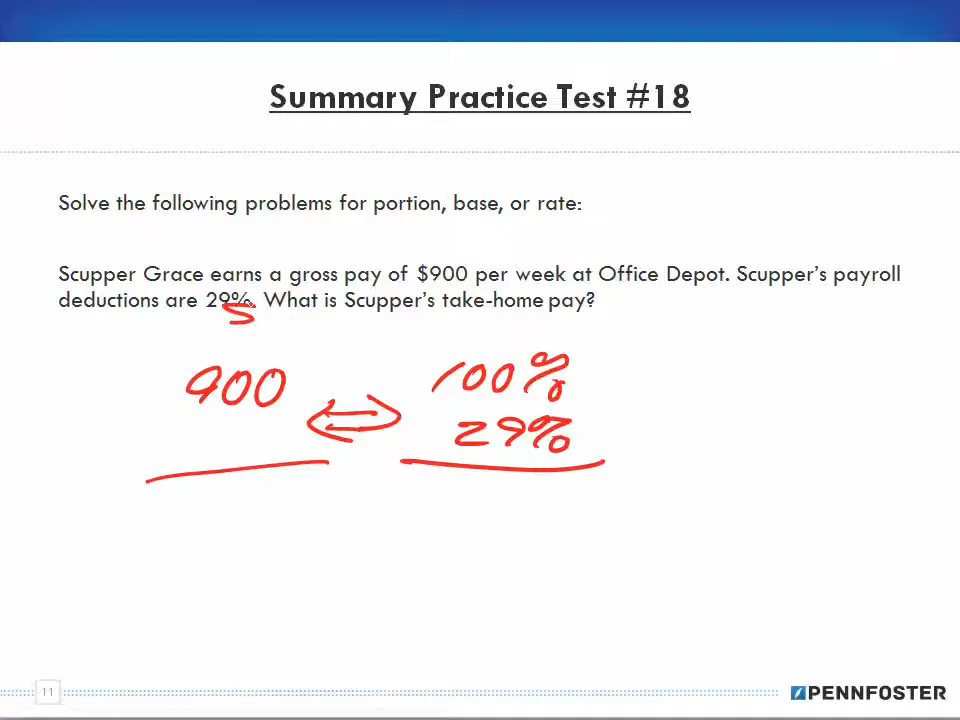 Summary Practice Test #18
Solve the following problems for portion, base, or rate:
Scupper Grace earns a gross pay of $900 per week at Office Depot. Scupper's payroll
deductions are 29%. What is Scupper's take-home pay?
900
100%
29%
11
PENNFOSTER